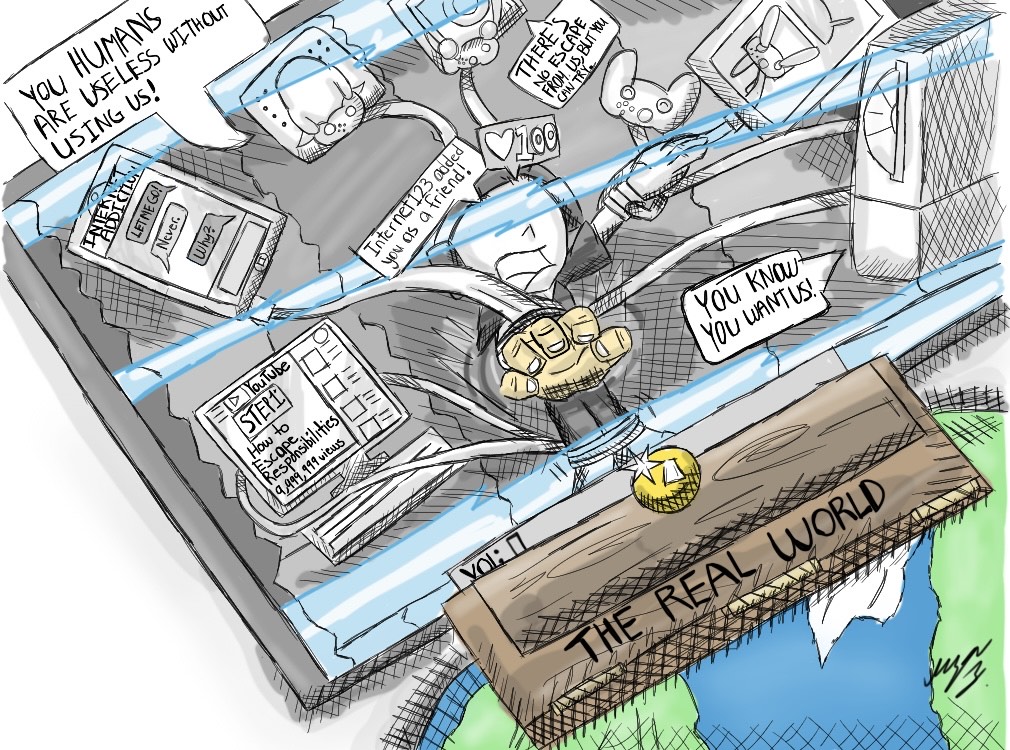 YOU HUMANS
ARE USELESS WITHOUT
USING US!
THERE'S
NO ESCAPE
FROM US, BUT YOU
CAN TRY.
100
Internet123 added
you as
a friend!
INTERNET
ADDICTION
LET ME GO!
Never.
Why?
YOU KNOW
YOU WANT US!
YouTube
STEP 1:
How to
Escape
Responsibilities
9,999,999 views
YOU:
THE REAL WORLD